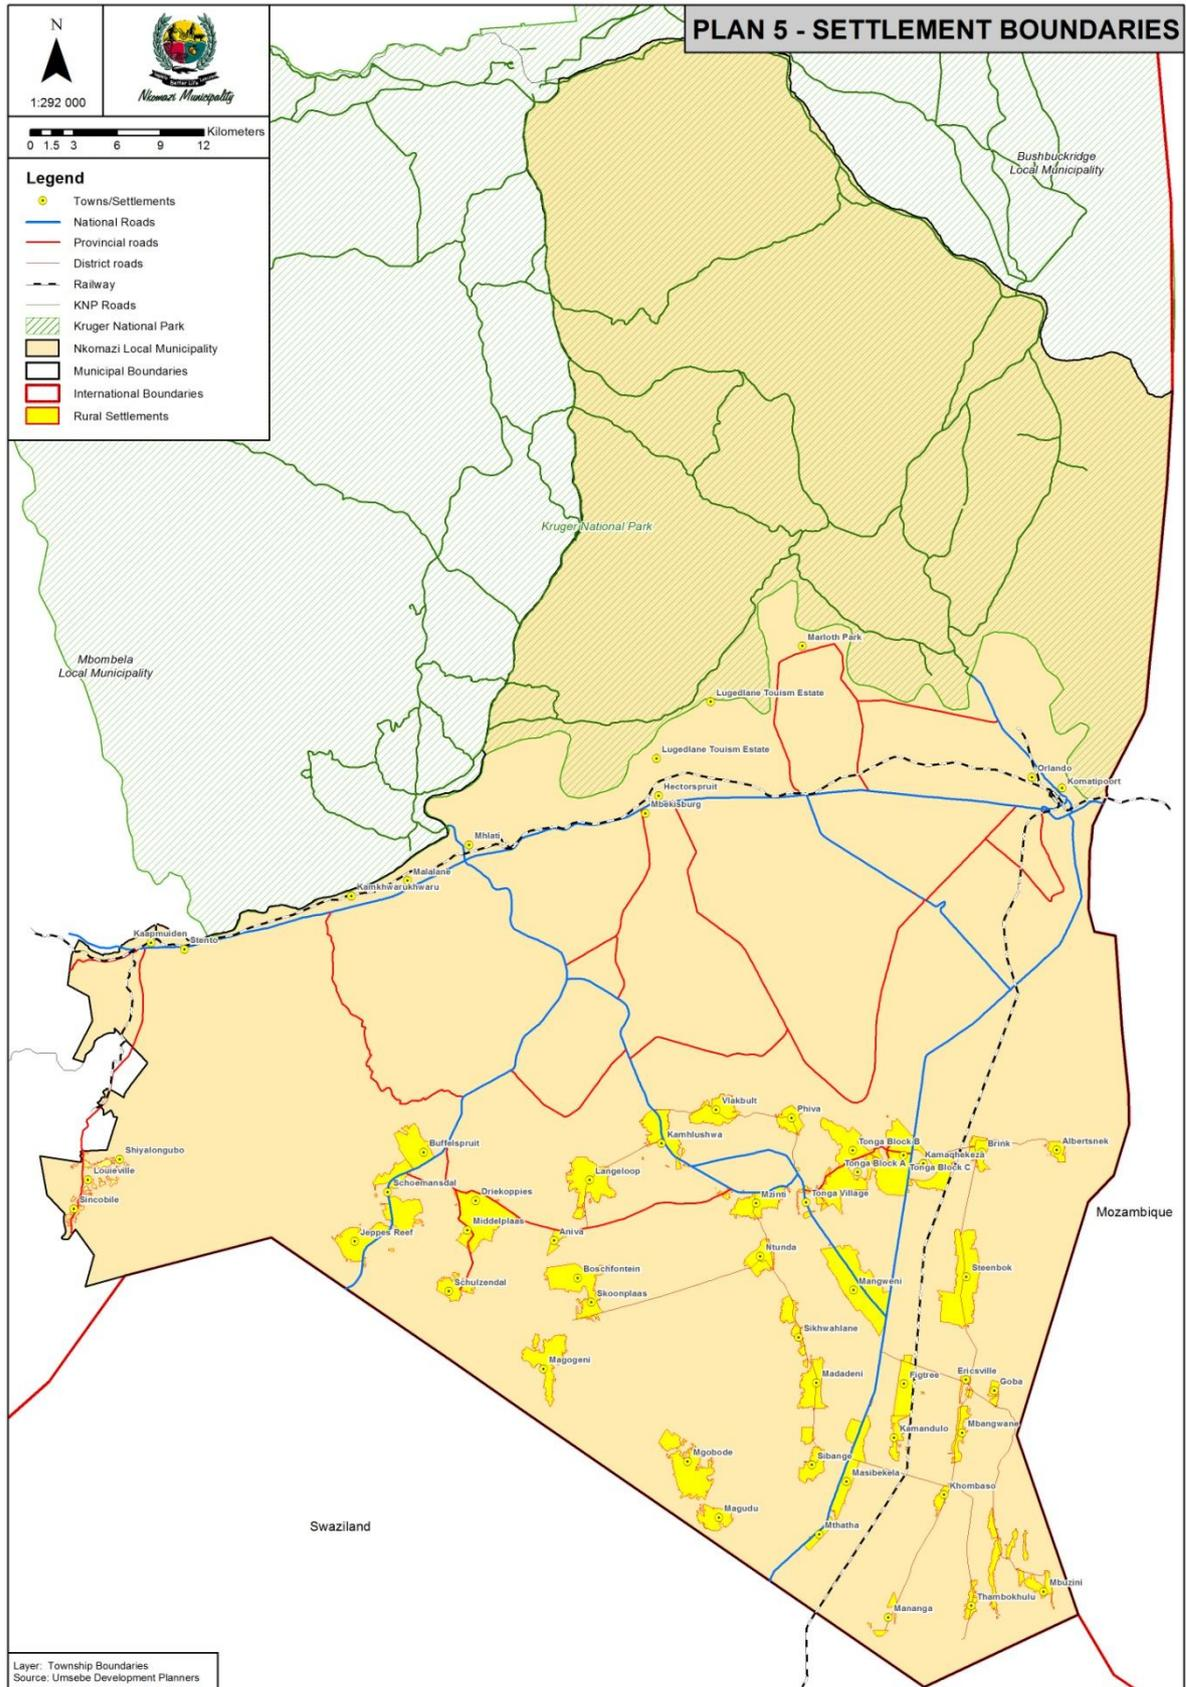 PLAN 5 - SETTLEMENT BOUNDARIES
N
1:292 000
Better Life
Nkomazi Municipality
Kilometers
0 1.5 3 6 9 12
Legend
Towns/Settlements
National Roads
Provincial roads
District roads
Railway
KNP Roads
Kruger National Park
Nkomazi Local Municipality
Municipal Boundaries
International Boundaries
Rural Settlements
Bushbuckridge
Local Municipality
Kruger National Park
Mbombela
Local Municipality
Marloth Park
Lugedlane Touism Estate
Lugedlane Touism Estate
Orlando
Komatipoort
Hectorspruit
Mbekisburg
Mhlati
Malalane
Kamkhwarukhwaru
Kaapmuiden
Stento
Vlakbult
Phiva
Kamhlushwa
Buffelspruit
Tonga Block B
Brink
Albertsnek
Shiyalongubo
Kamaqhekeza
Tonga Block A
Tonga Block C
Louieville
Langeloop
Schoemansdal
Driekoppies
Mzinti
Tonga Village
Sincobile
Mozambique
Middelplaas
Jeppes Reef
Aniva
Ntunda
Boschfontein
Steenbok
Schulzendal
Mangweni
Skoonplaas
Sikhwahlane
Magogeni
Madadeni
Figtree
Ericsville
Goba
Mbangwane
Kamandulo
Mgobode
Sibange
Masibekela
Khombaso
Magudu
Mthatha
Swaziland
Mbuzini
Thambokhulu
Mananga
Layer: Township Boundaries
Source: Umsebe Development Planners